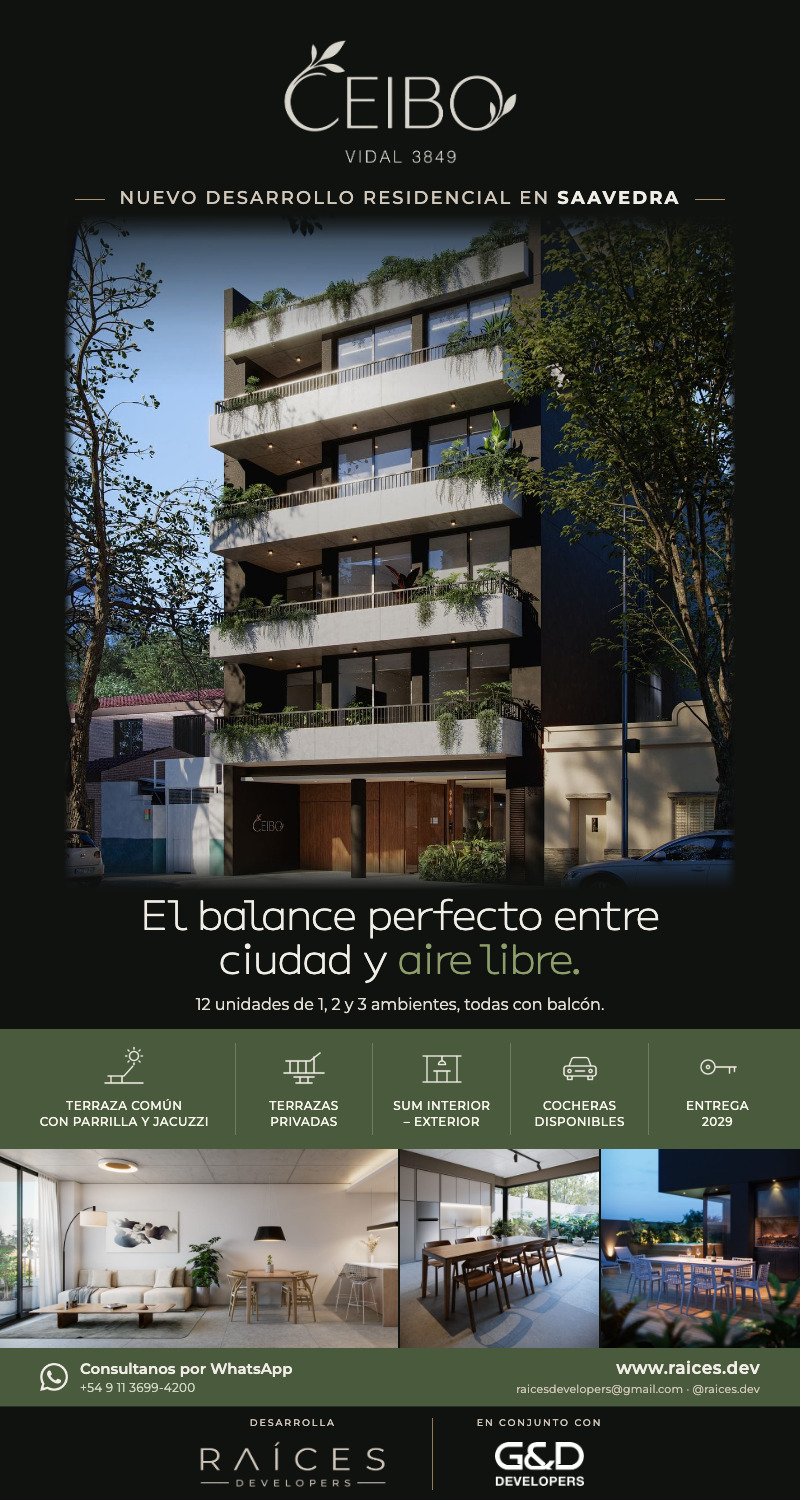 CEIBO
VIDAL 3849
NUEVO DESARROLLO RESIDENCIAL EN SAAVEDRA
CEIBO
El balance perfecto entre
ciudad y aire libre.
12 unidades de 1, 2 y 3 ambientes, todas con balcón.
TERRAZA COMÚN
CON PARRILLA Y JACUZZI
TERRAZAS
PRIVADAS
SUM INTERIOR
– EXTERIOR
COCHERAS
DISPONIBLES
ENTREGA
2029
Consultanos por WhatsApp
+54 9 11 3699-4200
www.raices.dev
raicesdevelopers@gmail.com · @raices.dev
DESARROLLA
RAÍCES
DEVELOPERS
EN CONJUNTO CON
G&D
DEVELOPERS